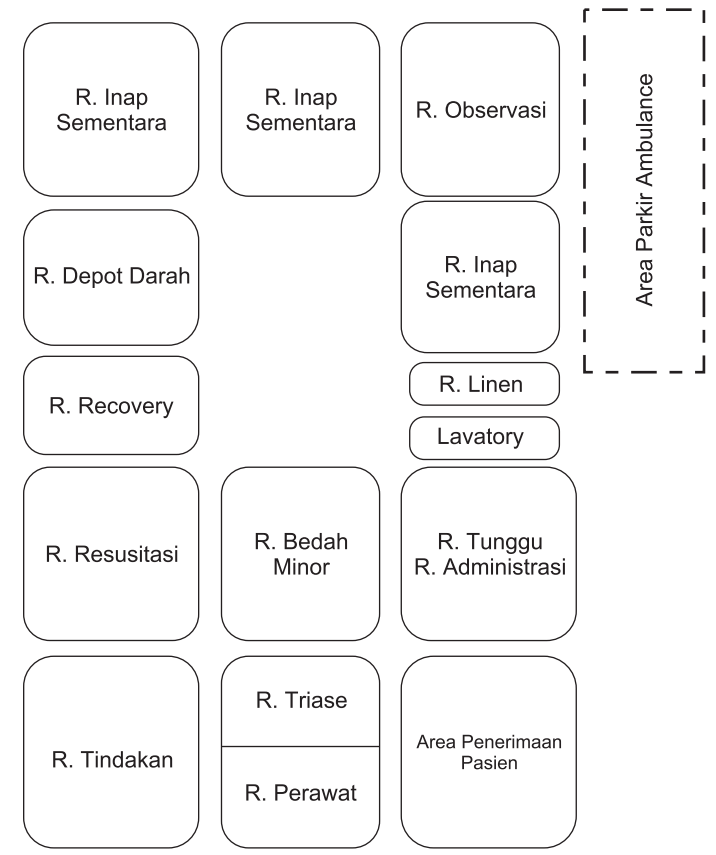 R. Inap
Sementara
R. Inap
Sementara
R. Observasi
Area Parkir Ambulance
R. Depot Darah
R. Inap
Sementara
R. Recovery
R. Linen
Lavatory
R. Resusitasi
R. Bedah
Minor
R. Tunggu
R. Administrasi
R. Tindakan
R. Triase
R. Perawat
Area Penerimaan
Pasien